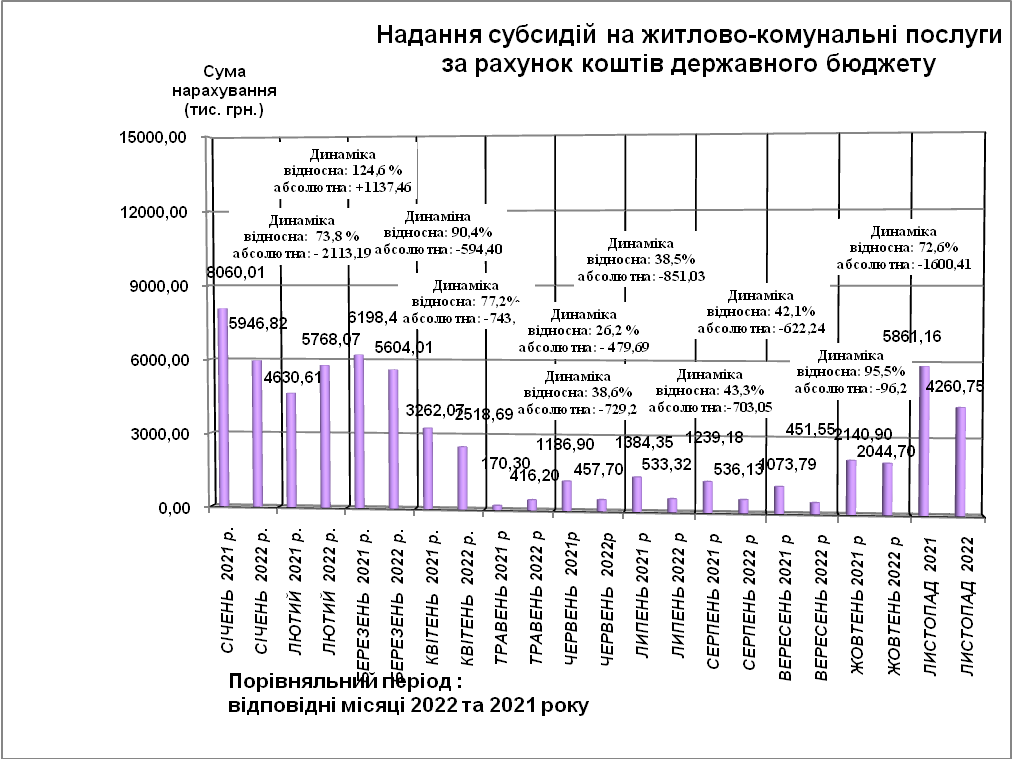 Надання субсидій на житлово-комунальні послуги
за рахунок коштів державного бюджету
Сума
нарахування
(тис. грн.)
15000,00
12000,00
9000,00
6000,00
3000,00
0,00
Динаміка
відносна: 124,6 %
абсолютна: +1137,46
Динаміка
відносна: 73,8 %
абсолютна: - 2113,19
Динаміна
відносна: 90,4%
абсолютна: -594,40
Динаміка
відносна: 77,2%
абсолютна: -743,
Динаміка
відносна: 26,2 %
абсолютна: - 479,69
Динаміка
відносна: 38,6%
абсолютна: -729,2
Динаміка
відносна: 38,5%
абсолютна: -851,03
Динаміка
відносна: 43,3%
абсолютна:-703,05
Динаміка
відносна: 42,1%
абсолютна: -622,24
Динаміка
відносна: 95,5%
абсолютна: -96,2
Динаміка
відносна: 72,6%
абсолютна: -1600,41
8060,01
5946,82
4630,61
5768,07
6198,4
5604,01
3262,07
2518,69
170,30
416,20
1186,90
457,70
1384,35
533,32
1239,18
536,13
1073,79
451,55
2140,90
2044,70
5861,16
4260,75
СІЧЕНЬ 2021 р.
СІЧЕНЬ 2022 р.
ЛЮТИЙ 2021 р.
ЛЮТИЙ 2022 р.
БЕРЕЗЕНЬ 2021 р.
БЕРЕЗЕНЬ 2022 р.
КВІТЕНЬ 2021 р.
КВІТЕНЬ 2022 р.
ТРАВЕНЬ 2021 р
ТРАВЕНЬ 2022 р
ЧЕРВЕНЬ 2021р
ЧЕРВЕНЬ 2022р
ЛИПЕНЬ 2021 р
ЛИПЕНЬ 2022 р
СЕРПЕНЬ 2021 р
СЕРПЕНЬ 2022 р
ВЕРЕСЕНЬ 2021 р
ВЕРЕСЕНЬ 2022 р
ЖОВТЕНЬ 2021 р
ЖОВТЕНЬ 2022 р
ЛИСТОПАД 2021
ЛИСТОПАД 2022
Порівняльний період :
відповідні місяці 2022 та 2021 року